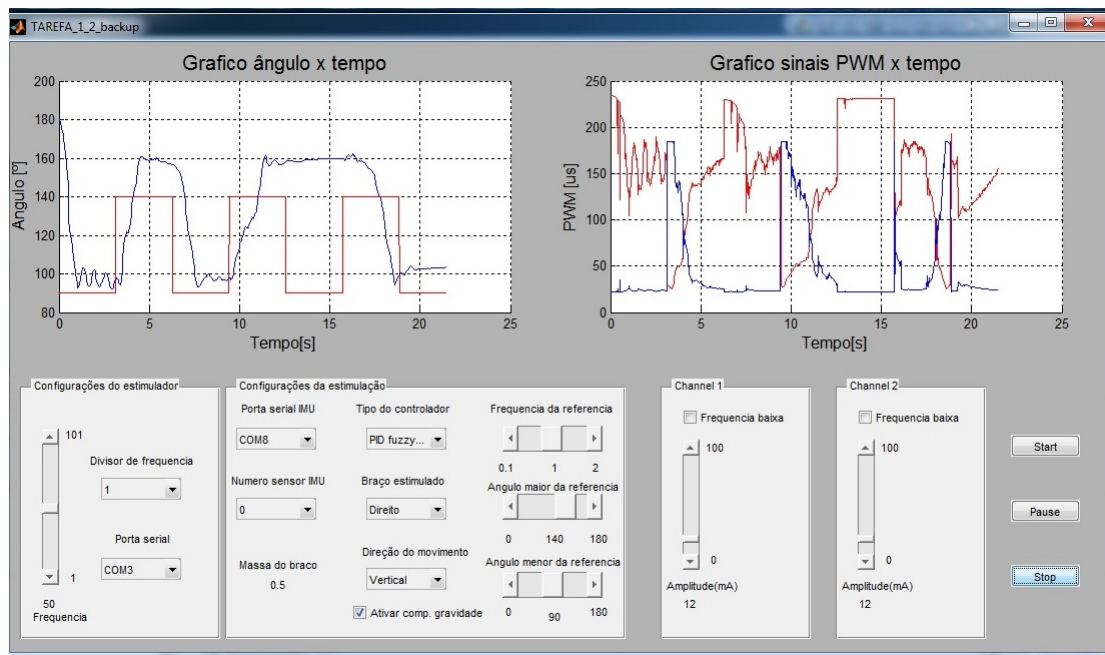 TAREFA_1_2_backup
Grafico ângulo x tempo
200
180
160
140
120
100
80
Angulo [º]
0 5 10 15 20 25
Tempo[s]
Grafico sinais PWM x tempo
250
200
150
100
50
0
PWM [us]
0 5 10 15 20 25
Tempo[s]
Configurações do estimulador
101
Divisor de frequencia
1
Porta serial
COM3
1
50
Frequencia
Configurações da estimulação
Porta serial IMU
COM8
Numero sensor IMU
0
Massa do braco
0.5
Tipo do controlador
PID fuzzy...
Braço estimulado
Direito
Direção do movimento
Vertical
Ativar comp. gravidade
Frequencia da referencia
0.1 1 2
Angulo maior da referencia
0 140 180
Angulo menor da referencia
0 90 180
Channel 1
Frequencia baixa
100
0
Amplitude(mA)
12
Channel 2
Frequencia baixa
100
0
Amplitude(mA)
12
Start
Pause
Stop